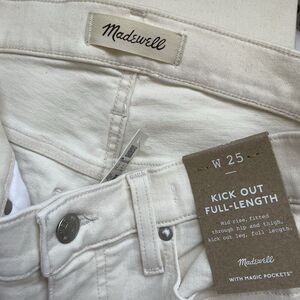 Madewell
W 25
KICK OUT
FULL-LENGTH
Mid rise, fitted
through hip and thigh,
kick out leg, full length.
Madewell
WITH MAGIC POCKETS